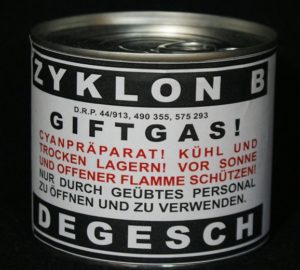 ZYKLON B
D.R.P. 44/913, 490 355, 575 293
GIFTGAS!
CYANPRÄPARAT! KÜHL UND
TROCKEN LAGERN! VOR SONNE
UND OFFENER FLAMME SCHÜTZEN!
NUR DURCH GEÜBTES PERSONAL
ZU ÖFFNEN UND ZU VERWENDEN.
DEGESCH